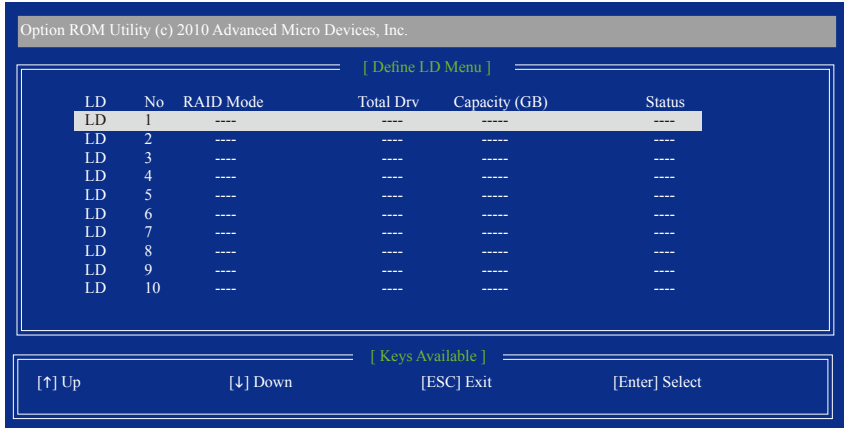 Option ROM Utility (c) 2010 Advanced Micro Devices, Inc.
[ Define LD Menu ]
LD No RAID Mode Total Drv Capacity (GB) Status
LD 1 ---- ---- ----- ----
LD 2 ---- ---- ----- ----
LD 3 ---- ---- ----- ----
LD 4 ---- ---- ----- ----
LD 5 ---- ---- ----- ----
LD 6 ---- ---- ----- ----
LD 7 ---- ---- ----- ----
LD 8 ---- ---- ----- ----
LD 9 ---- ---- ----- ----
LD 10 ---- ---- ----- ----
[ Keys Available ]
[↑] Up [↓] Down [ESC] Exit [Enter] Select